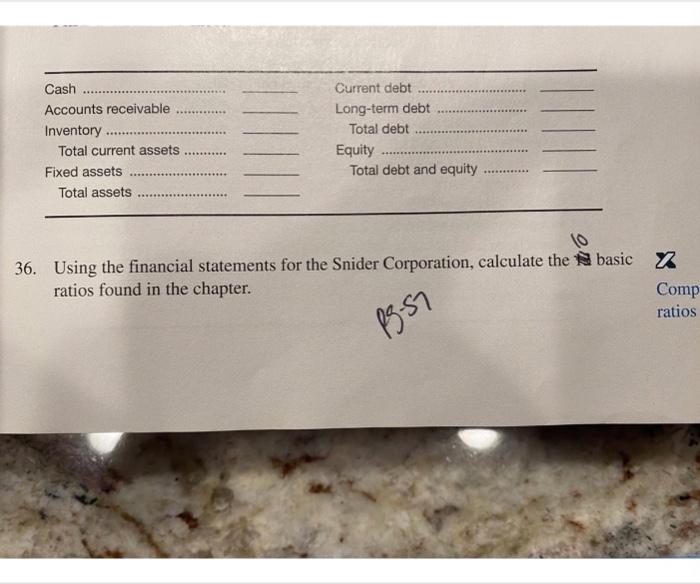 Cash ....................................
Accounts receivable .............
Inventory ..............................
Total current assets ...........
Fixed assets .........................
Total assets .......................
Current debt ............................
Long-term debt .......................
Total debt .............................
Equity ......................................
Total debt and equity ............
10
36. Using the financial statements for the Snider Corporation, calculate the basic
ratios found in the chapter.
Pg-57
X
Comp
ratios